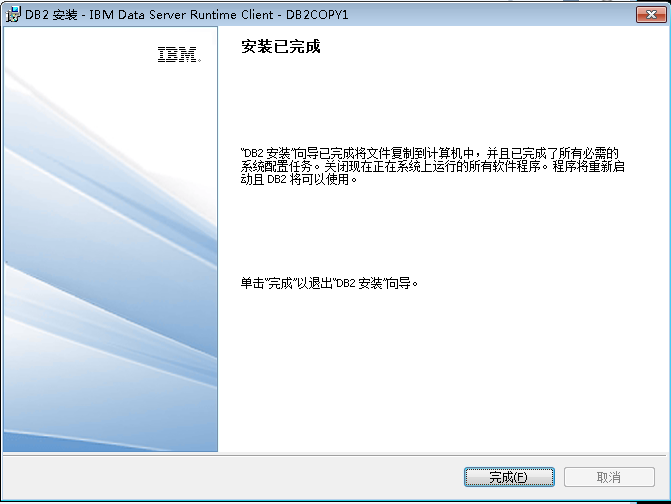 DB2 安装 - IBM Data Server Runtime Client - DB2COPY1
IBM
安装已完成
"DB2 安装"向导已完成将文件复制到计算机中，并且已完成了所有必需的
系统配置任务。关闭现在正在系统上运行的所有软件程序。程序将重新启
动且 DB2 将可以使用。
单击"完成"以退出"DB2 安装"向导。
完成(F)
取消